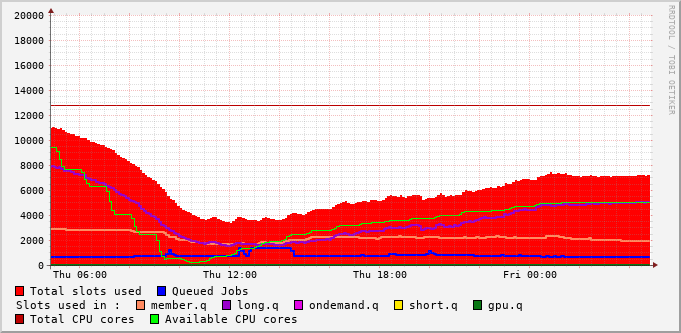 20000
18000
16000
14000
12000
10000
8000
6000
4000
2000
0
Thu 06:00 Thu 12:00 Thu 18:00 Fri 00:00
RRDTOOL / TOBI OETIKER
Total slots used Queued Jobs
Slots used in : member.q long.q ondemand.q short.q gpu.q
Total CPU cores Available CPU cores